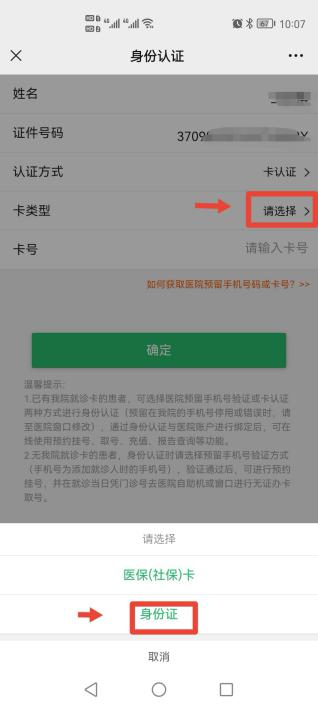 67 10:07
身份认证
姓名
证件号码 3709
认证方式 卡认证
卡类型 请选择
卡号 请输入卡号
如何获取医院预留手机号码或卡号？>>
确定
温馨提示:
1.已有我院就诊卡的患者，可选择医院预留手机号验证或卡认证
两种方式进行身份认证（预留在我院的手机号停用或错误时，请
至医院窗口修改），通过身份认证与医院账户进行绑定后，可在
线使用预约挂号、取号、充值、报告查询等功能。
2.无我院就诊卡的患者，身份认证时请选择预留手机号验证方式
（手机号为添加就诊人时的手机号），验证通过后，可进行预约
挂号，并在就诊当日凭门诊号去医院自助机或窗口进行无证办卡
取号。
请选择
医保(社保)卡
身份证
取消